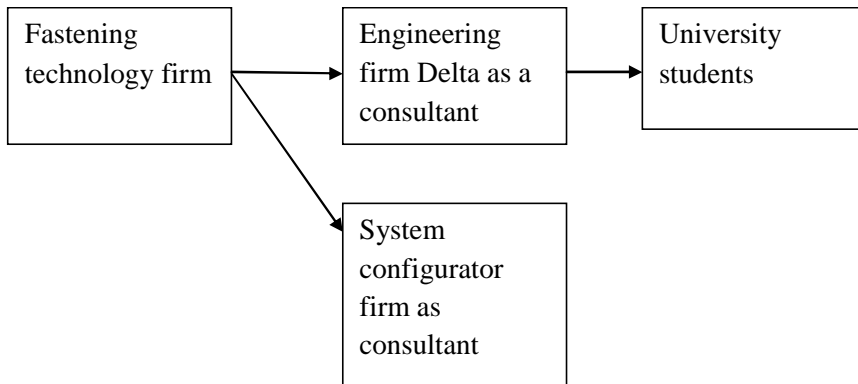 Fastening
technology firm
Engineering
firm Delta as a
consultant
University
students
System
configurator
firm as
consultant